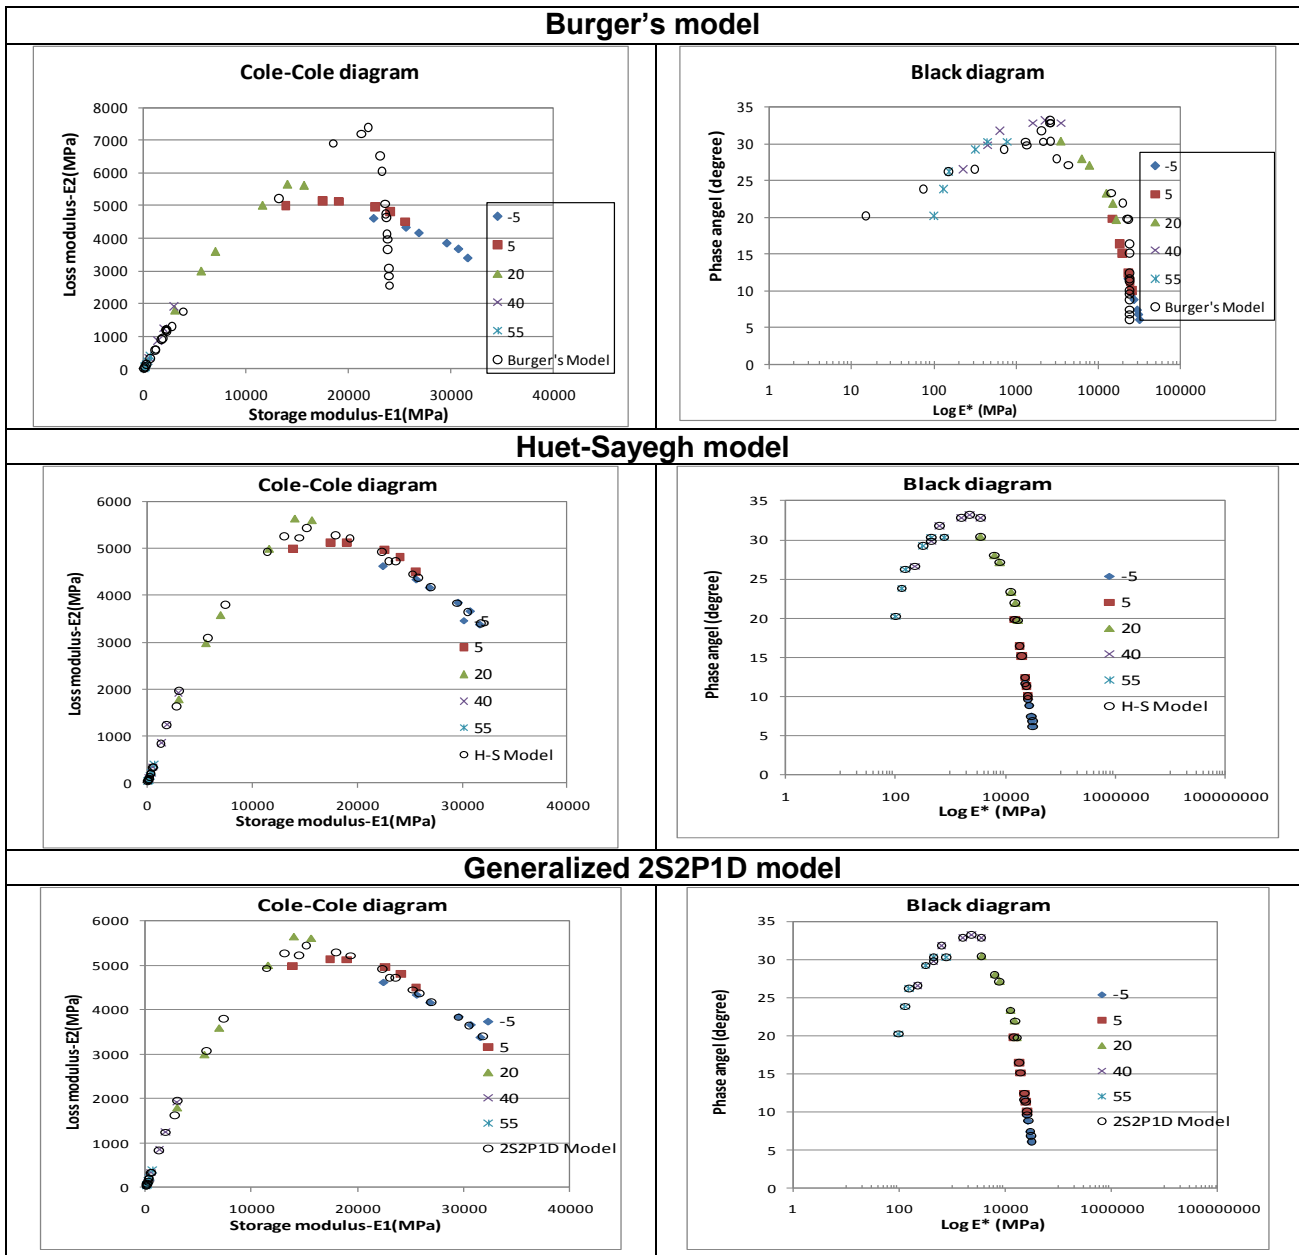 Burger's model
Cole-Cole diagram
Loss modulus-E2(MPa)
8000
7000
6000
5000
4000
3000
2000
1000
0
0 10000 20000 30000 40000
Storage modulus-E1(MPa)
-5
5
20
40
55
Burger's Model
Black diagram
Phase angel (degree)
35
30
25
20
15
10
5
0
1 10 100 1000 10000 100000
Log E* (MPa)
-5
5
20
40
55
Burger's Model
Huet-Sayegh model
Cole-Cole diagram
Loss modulus-E2(MPa)
6000
5000
4000
3000
2000
1000
0
0 10000 20000 30000 40000
Storage modulus-E1(MPa)
-5
5
20
40
55
H-S Model
Black diagram
Phase angel (degree)
35
30
25
20
15
10
5
0
1 100 10000 1000000 100000000
Log E* (MPa)
-5
5
20
40
55
H-S Model
Generalized 2S2P1D model
Cole-Cole diagram
Loss modulus-E2(MPa)
6000
5000
4000
3000
2000
1000
0
0 10000 20000 30000 40000
Storage modulus-E1(MPa)
-5
5
20
40
55
2S2P1D Model
Black diagram
Phase angel (degree)
35
30
25
20
15
10
5
0
1 100 10000 1000000 100000000
Log E* (MPa)
-5
5
20
40
55
2S2P1D Model